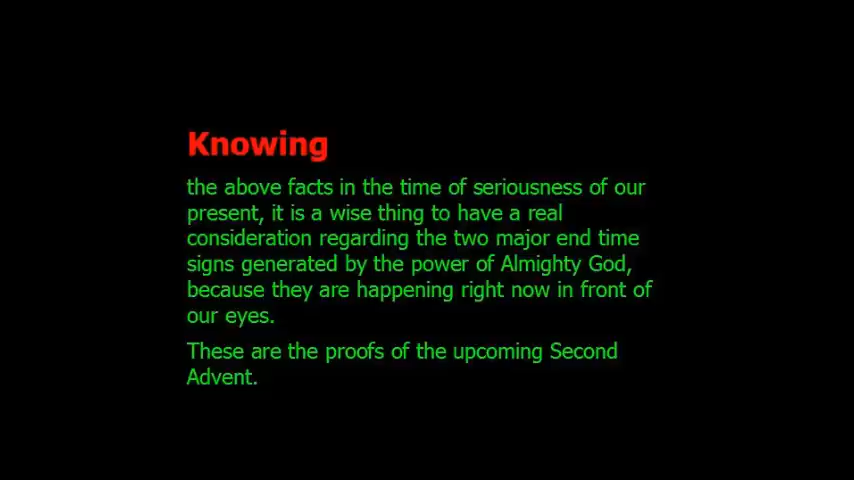 Knowing
the above facts in the time of seriousness of our
present, it is a wise thing to have a real
consideration regarding the two major end time
signs generated by the power of Almighty God,
because they are happening right now in front of
our eyes.
These are the proofs of the upcoming Second
Advent.